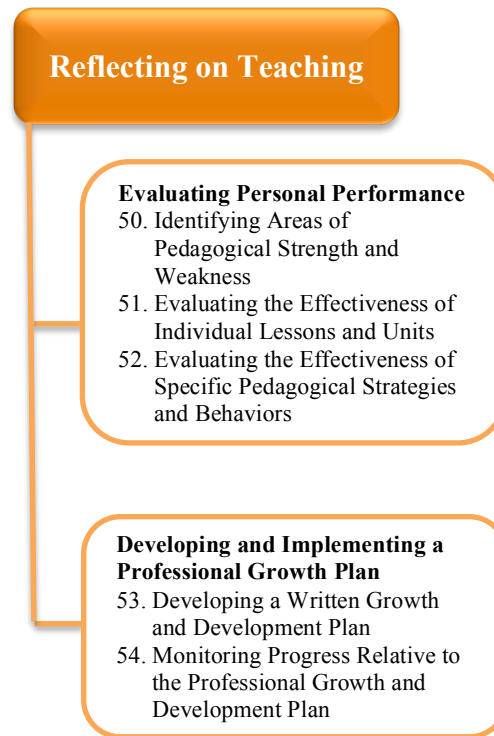 Reflecting on Teaching
Evaluating Personal Performance
50. Identifying Areas of
Pedagogical Strength and
Weakness
51. Evaluating the Effectiveness of
Individual Lessons and Units
52. Evaluating the Effectiveness of
Specific Pedagogical Strategies
and Behaviors
Developing and Implementing a
Professional Growth Plan
53. Developing a Written Growth
and Development Plan
54. Monitoring Progress Relative to
the Professional Growth and
Development Plan